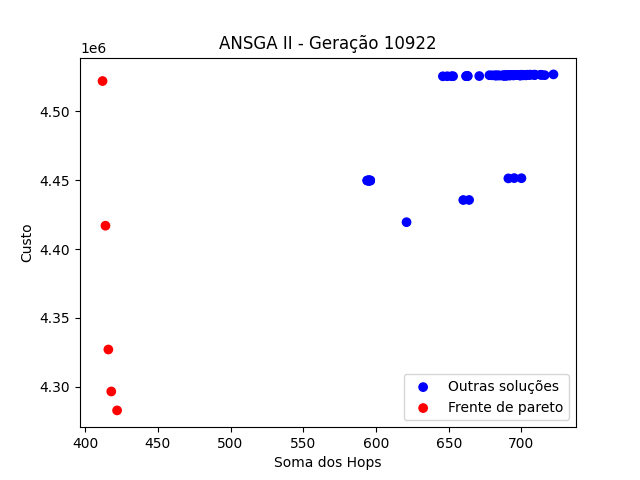 ANSGA II - Geração 10922
1e6
4.50
4.45
4.40
4.35
4.30
Custo
400
450
500
550
600
650
700
Soma dos Hops
Outras soluções
Frente de pareto